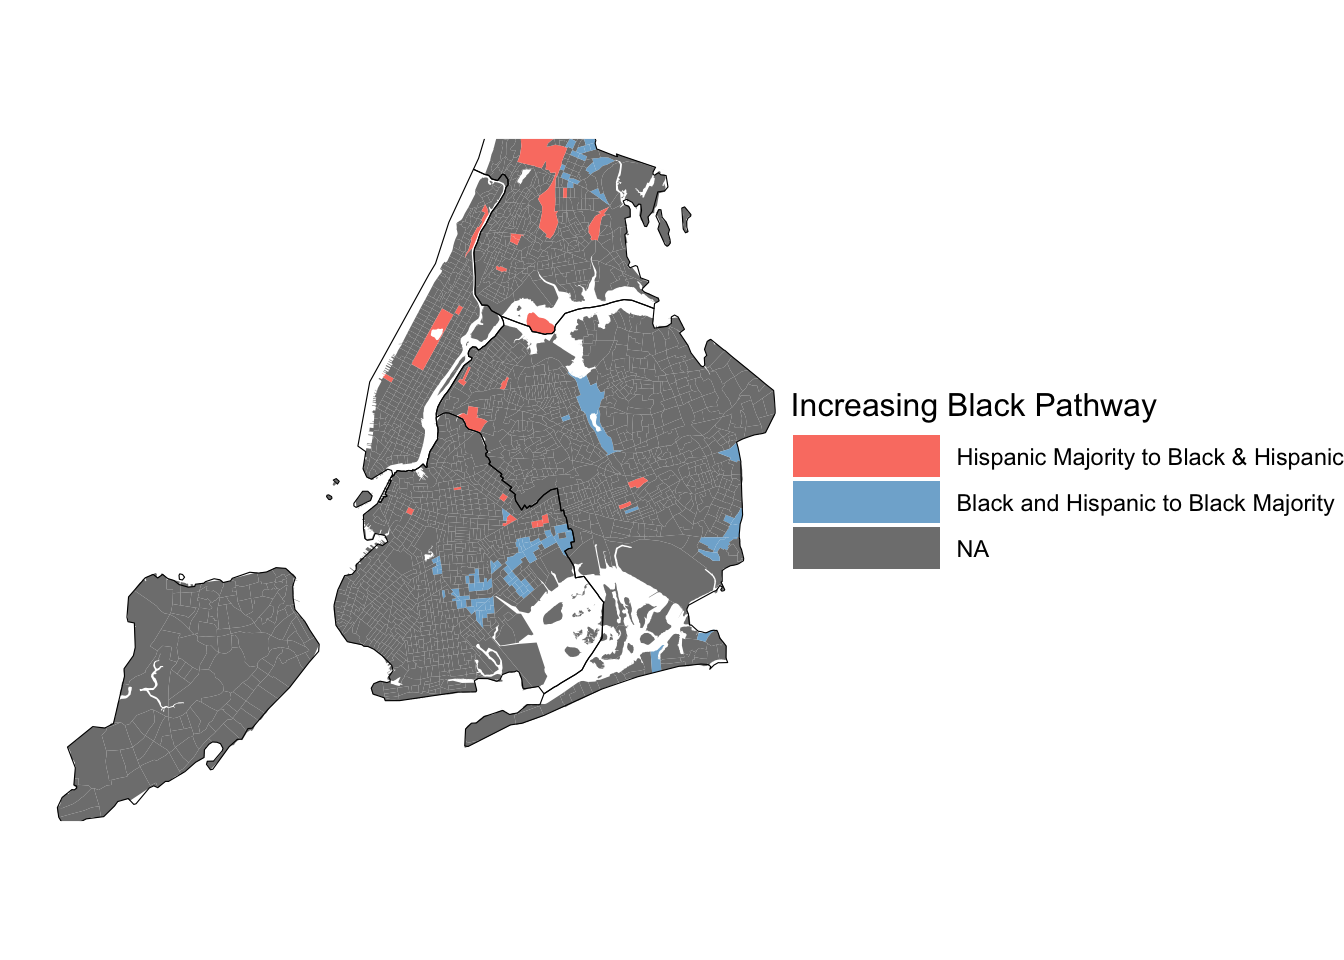 Increasing Black Pathway
Hispanic Majority to Black & Hispanic
Black and Hispanic to Black Majority
NA